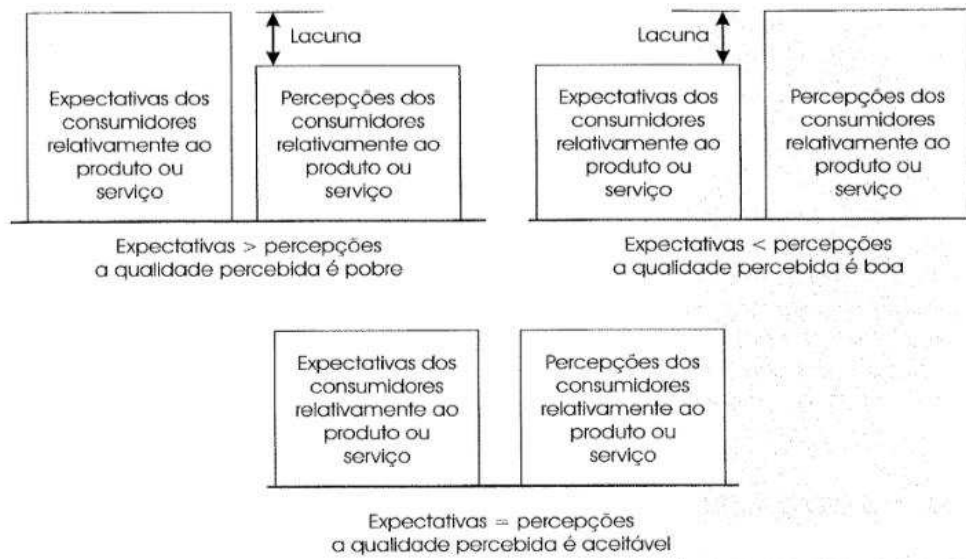 Lacuna
Expectativas dos
consumidores
relativamente ao
produto ou
serviço
Percepções dos
consumidores
relativamente ao
produto ou
serviço
Expectativas > percepções
a qualidade percebida é pobre
Lacuna
Expectativas dos
consumidores
relativamente ao
produto ou
serviço
Percepções dos
consumidores
relativamente ao
produto ou
serviço
Expectativas < percepções
a qualidade percebida é boa
Expectativas dos
consumidores
relativamente ao
produto ou
serviço
Percepções dos
consumidores
relativamente ao
produto ou
serviço
Expectativas = percepções
a qualidade percebida é aceitável